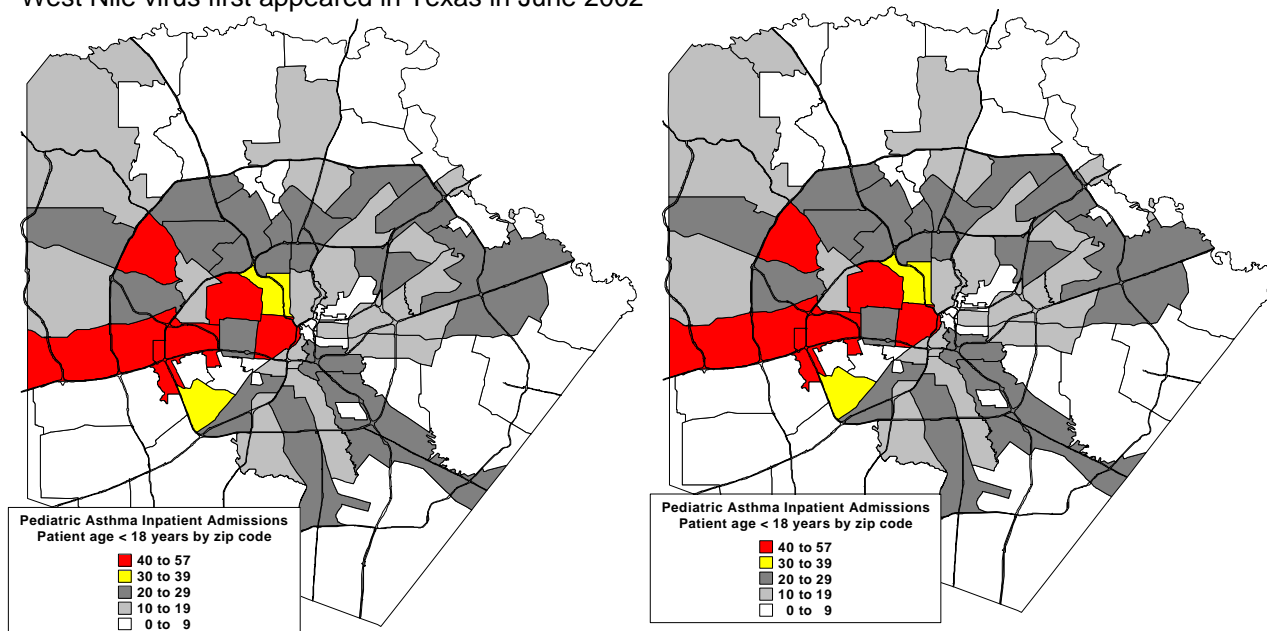 West Nile virus first appeared in Texas in June 2002
Pediatric Asthma Inpatient Admissions
Patient age < 18 years by zip code
40 to 57
30 to 39
20 to 29
10 to 19
0 to 9
Pediatric Asthma Inpatient Admissions
Patient age < 18 years by zip code
40 to 57
30 to 39
20 to 29
10 to 19
0 to 9